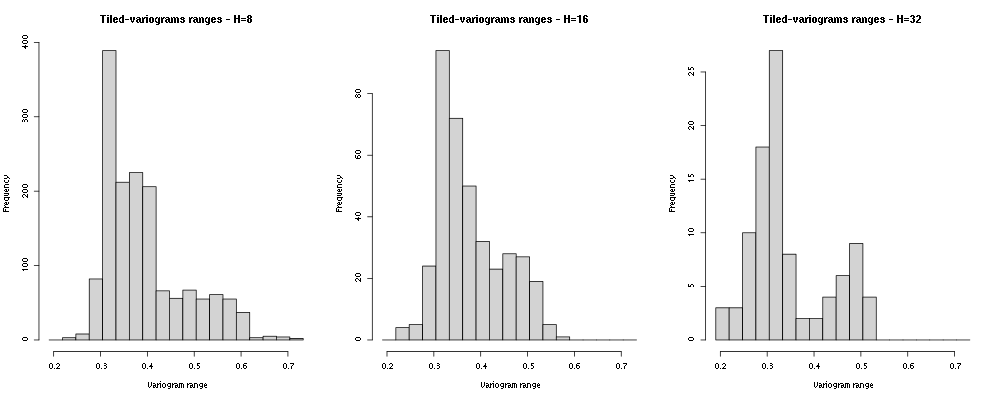 Tiled-variograms ranges - H=8
400
300
200
100
0
Frequency
0.2 0.3 0.4 0.5 0.6 0.7
Variogram range
Tiled-variograms ranges - H=16
80
60
40
20
0
Frequency
0.2 0.3 0.4 0.5 0.6 0.7
Variogram range
Tiled-variograms ranges - H=32
25
20
15
10
5
0
Frequency
0.2 0.3 0.4 0.5 0.6 0.7
Variogram range